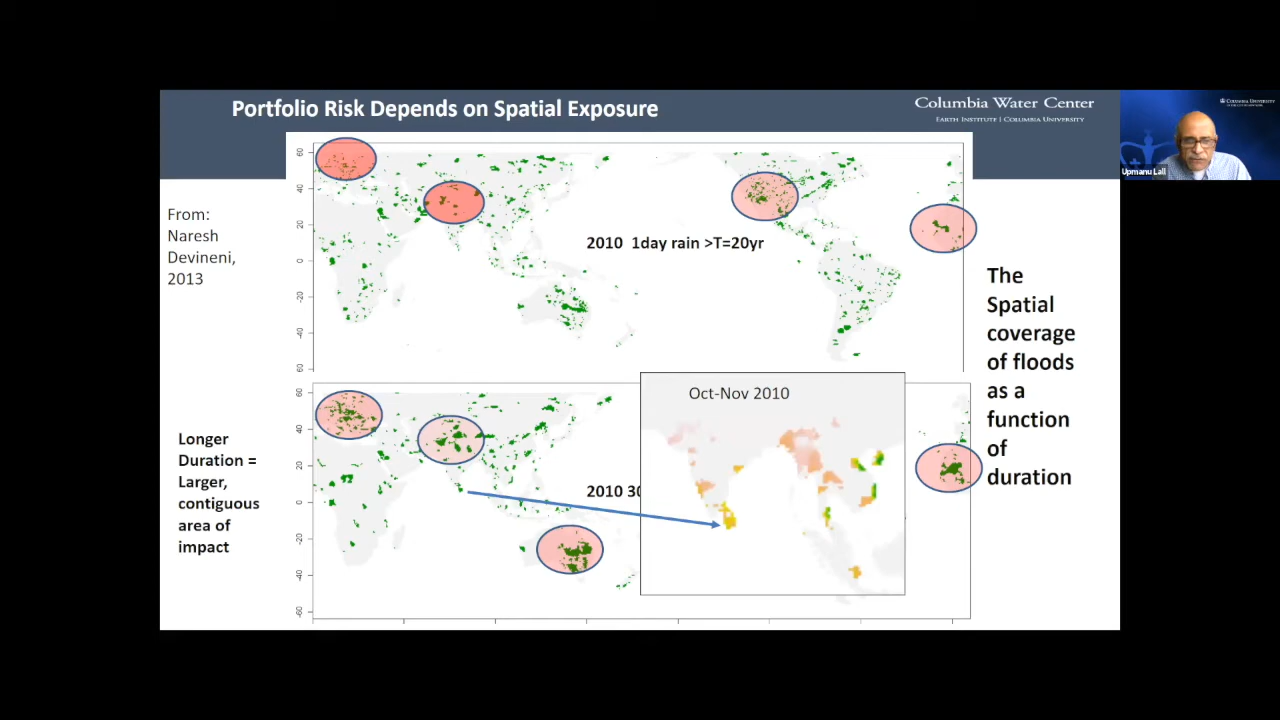 Portfolio Risk Depends on Spatial Exposure
Columbia Water Center
EARTH INSTITUTE | COLUMBIA UNIVERSITY
COLUMBIA UNIVERSITY
Upmanu Lall
From:
Naresh
Devineni,
2013
60
40
20
0
-20
-40
60
2010 1day rain >T=20yr
The
Spatial
coverage
of floods
as a
function
of
duration
Longer
Duration =
Larger,
contiguous
area of
impact
60
40
20
0
-20
-40
-60
2010 30
Oct-Nov 2010